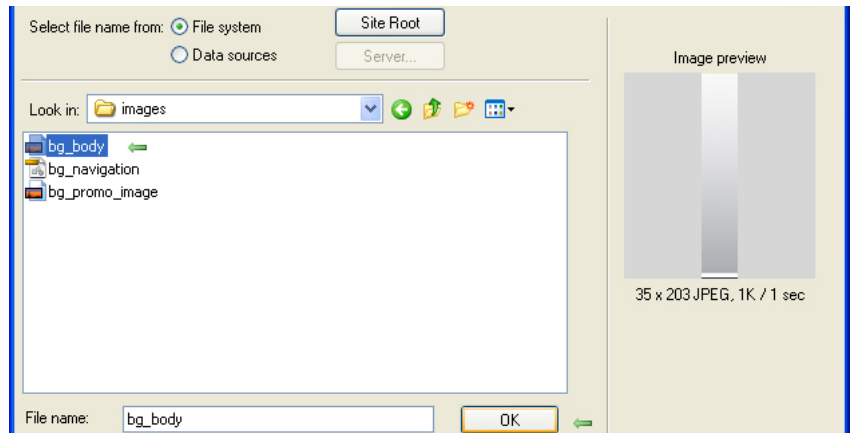 Select file name from: File system Site Root
Data sources Server...
Image preview
Look in: images
bg_body
bg_navigation
bg_promo_image
35 x 203 JPEG, 1K / 1 sec
File name: bg_body OK